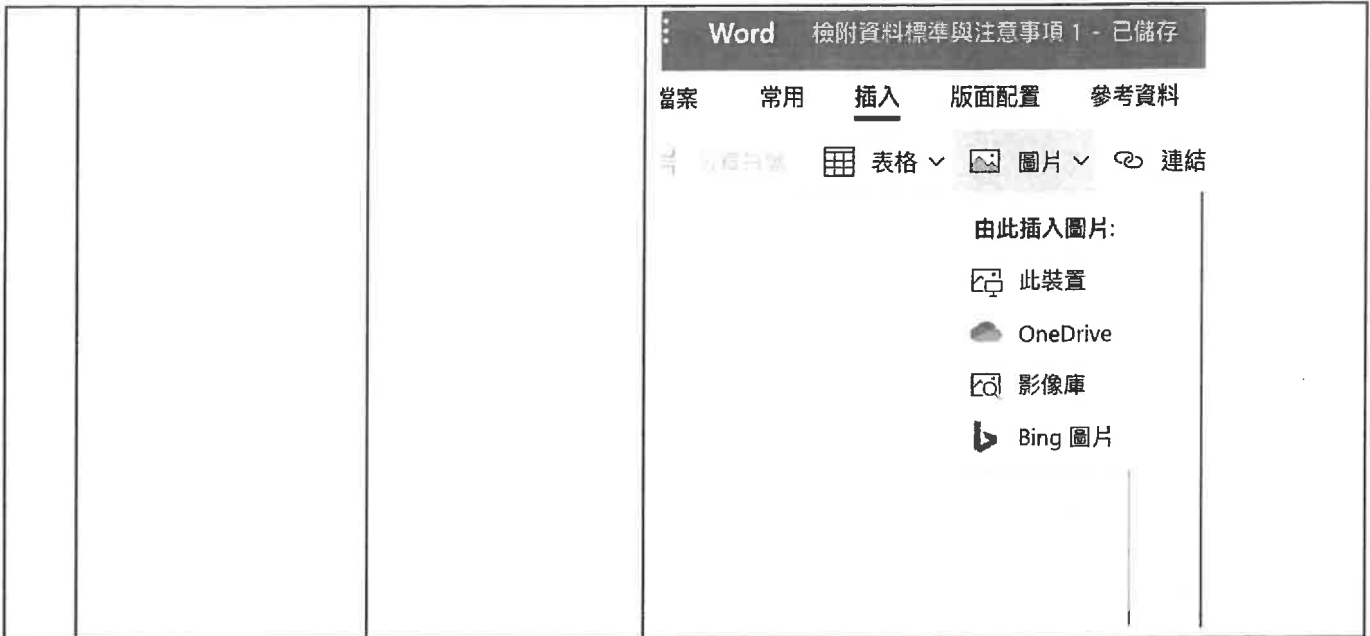 Word 檢附資料標準與注意事項 1 - 已儲存
檔案 常用 插入 版面配置 參考資料
表格 圖片 連結
由此插入圖片:
此裝置
OneDrive
影像庫
Bing 圖片